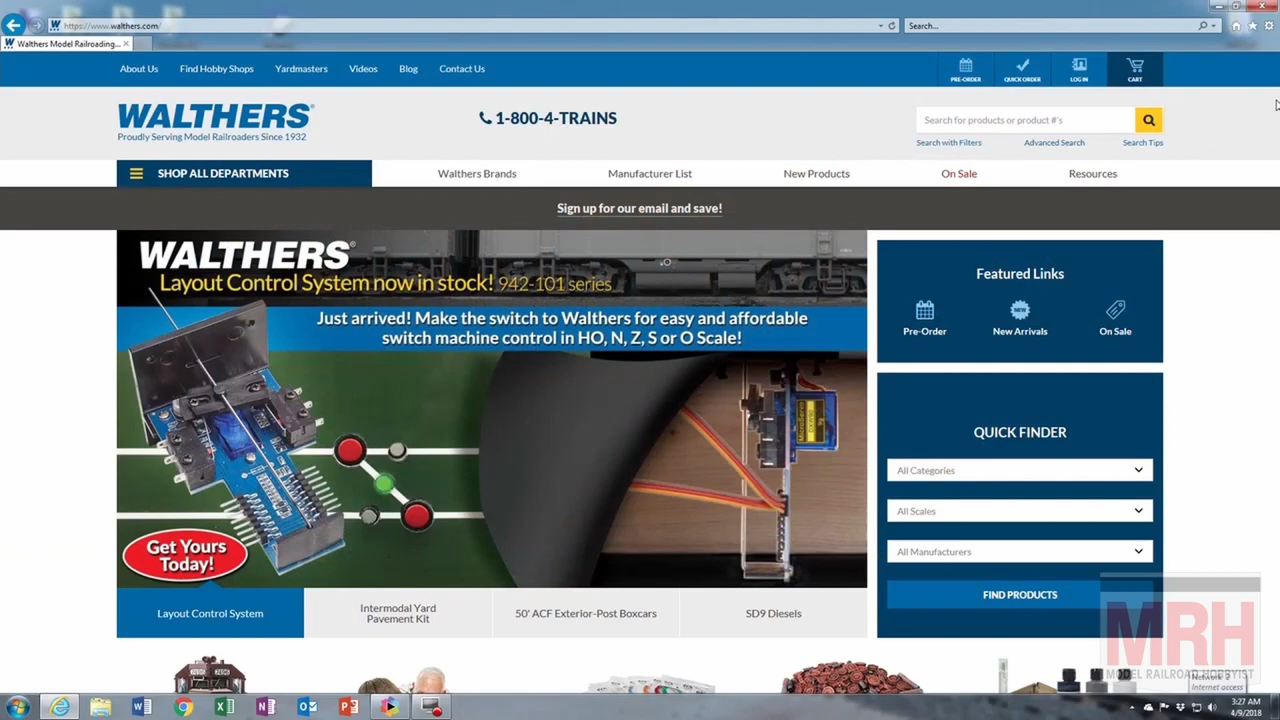 https://www.walthers.com/
Search...
Walthers Model Railroading...
About Us
Find Hobby Shops
Yardmasters
Videos
Blog
Contact Us
PRE-ORDER
QUICK ORDER
LOG IN
CART
WALTHERS®
Proudly Serving Model Railroaders Since 1932
1-800-4-TRAINS
Search for products or product #'s
Search with Filters
Advanced Search
Search Tips
SHOP ALL DEPARTMENTS
Walthers Brands
Manufacturer List
New Products
On Sale
Resources
Sign up for our email and save!
WALTHERS®
Layout Control System now in stock! 942-101 series
Just arrived! Make the switch to Walthers for easy and affordable
switch machine control in HO, N, Z, S or O Scale!
Get Yours
Today!
Layout Control System
Intermodal Yard
Pavement Kit
50' ACF Exterior-Post Boxcars
SD9 Diesels
Featured Links
Pre-Order
New Arrivals
On Sale
QUICK FINDER
All Categories
All Scales
All Manufacturers
FIND PRODUCTS
MRH
MODEL RAILROAD HOBBYIST
Internet access
3:27 AM
4/9/2018